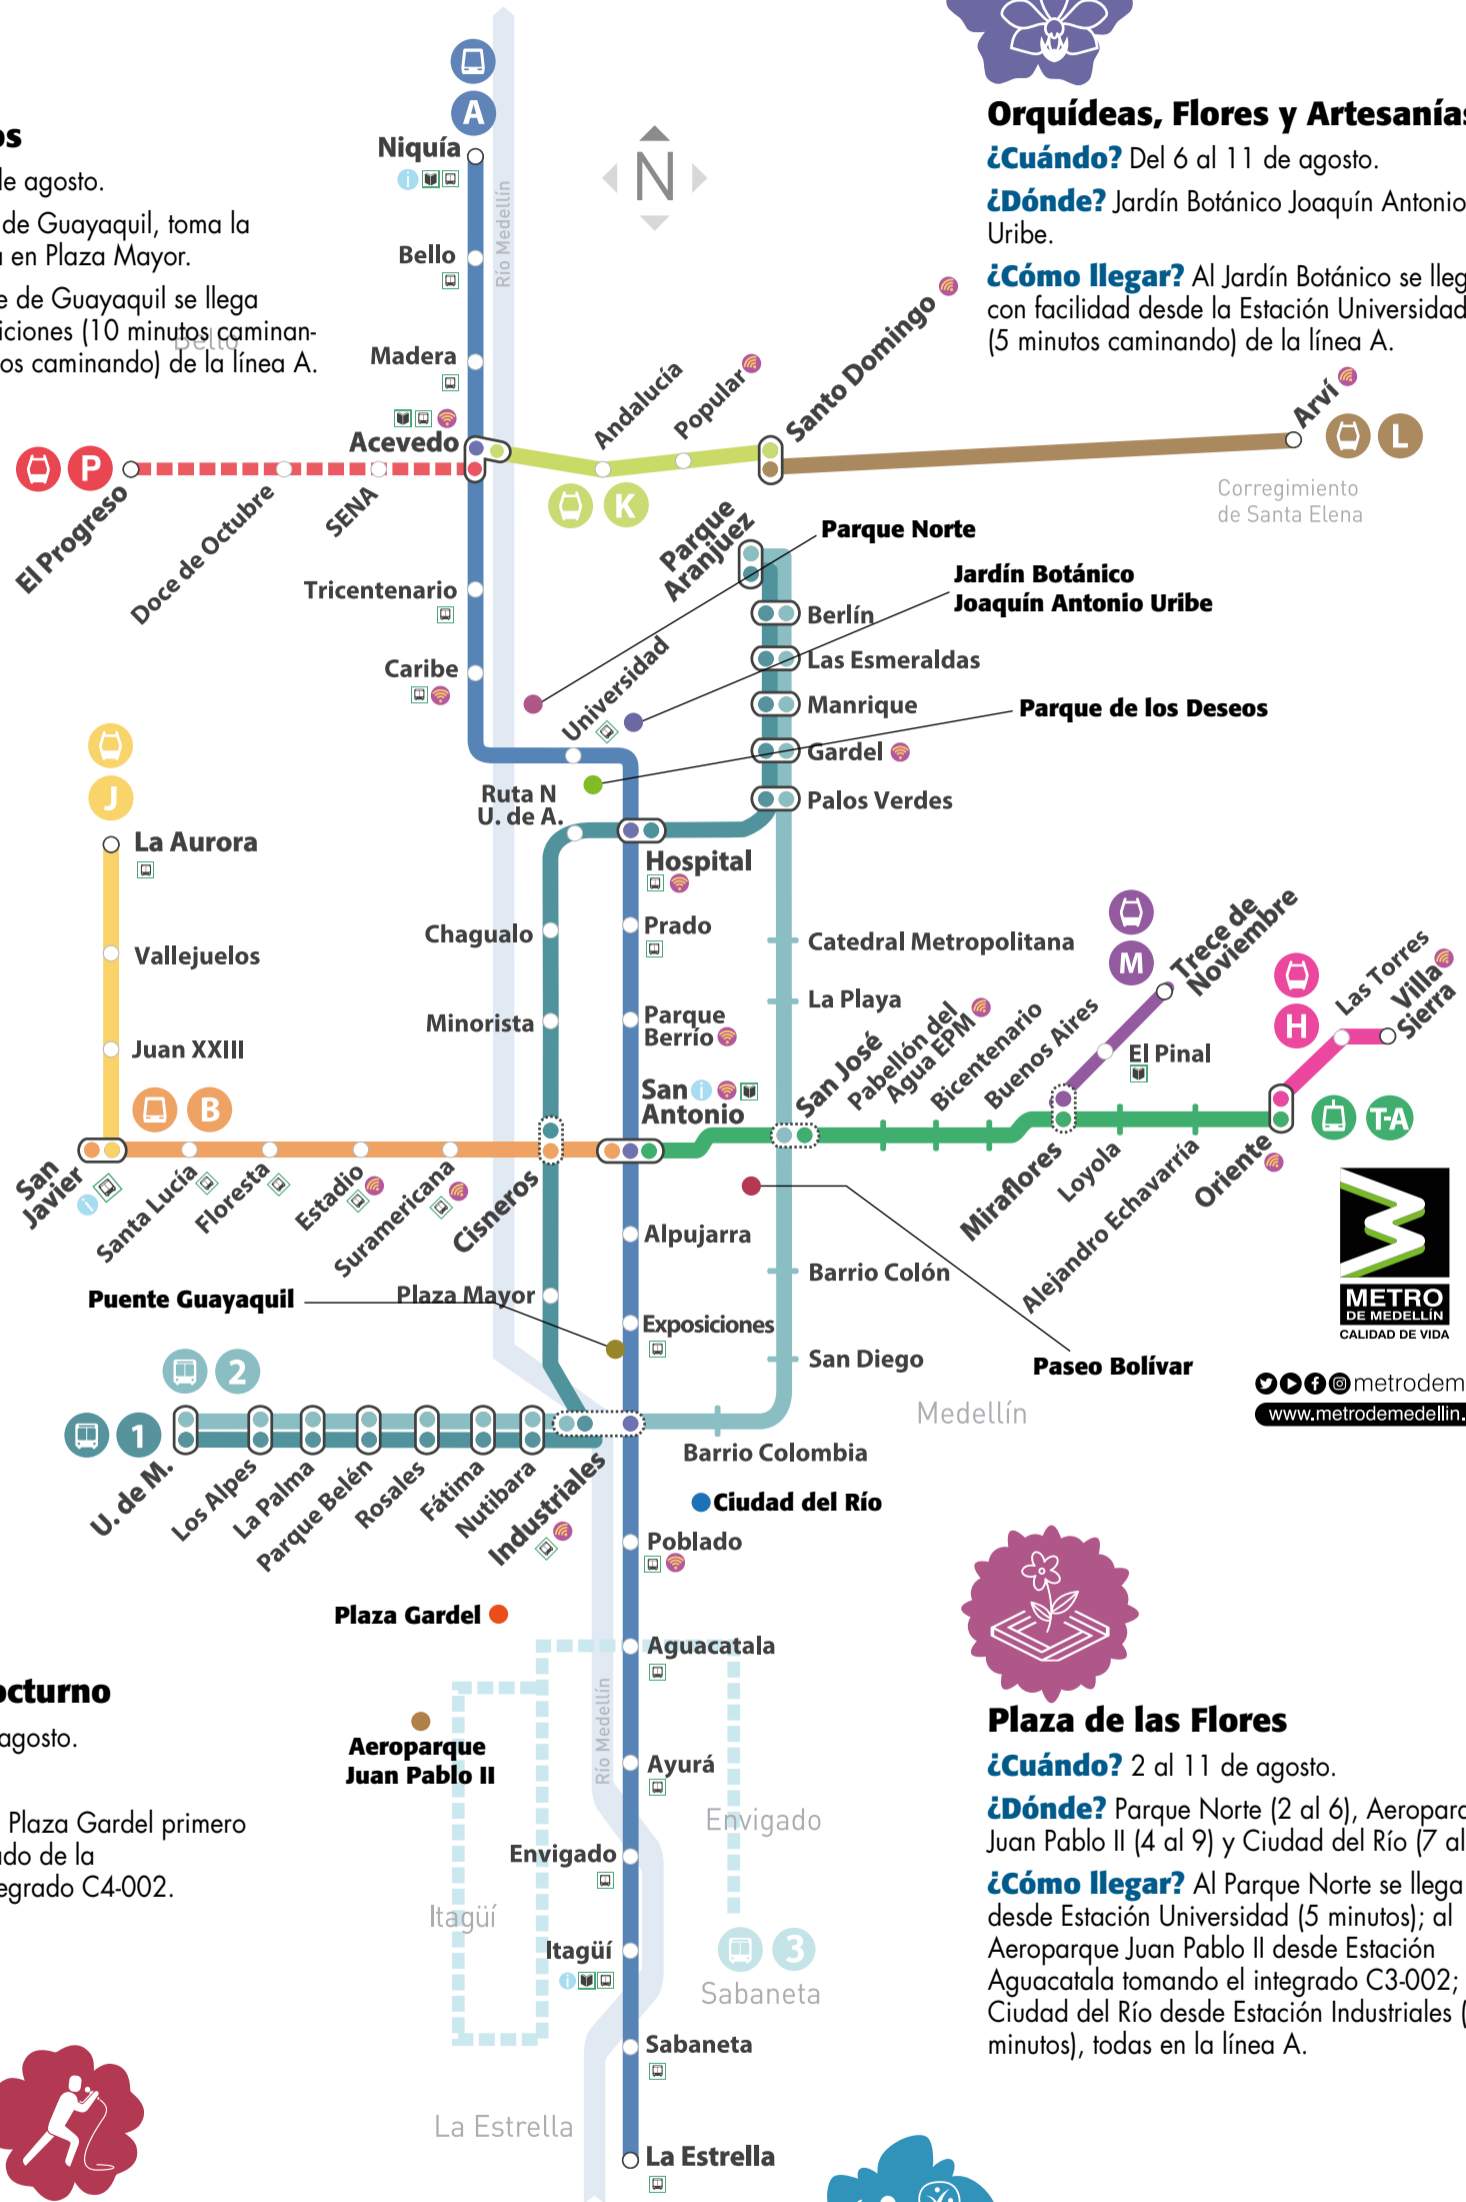 A
Niquía
Río Medellín
Bello
Madera
Acevedo
N
Orquídeas, Flores y Artesanías
¿Cuándo? Del 6 al 11 de agosto.
¿Dónde? Jardín Botánico Joaquín Antonio
Uribe.
¿Cómo llegar? Al Jardín Botánico se lleg
con facilidad desde la Estación Universidad
(5 minutos caminando) de la línea A.
os
de agosto.
de Guayaquil, toma la
a en Plaza Mayor.
e de Guayaquil se llega
iciones (10 minutos caminan-
os caminando) de la línea A.
Bello
P
El Progreso
Doce de Octubre
SENA
Andalucía
Popular
Santo Domingo
K
Arví
L
Corregimiento
de Santa Elena
Tricentenario
Caribe
Universidad
Parque
Aranjuez
Parque Norte
Jardín Botánico
Joaquín Antonio Uribe
Berlín
Las Esmeraldas
Manrique
Parque de los Deseos
Gardel
Palos Verdes
Ruta N
U. de A.
Hospital
J
La Aurora
Vallejuelos
Juan XXIII
Chagualo
Prado
Catedral Metropolitana
Minorista
Parque
Berrío
La Playa
M
Trece de
Noviembre
El Pinal
H
Las Torres
Villa
Sierra
B
San
Antonio
San José
Pabellón del
Agua EPM
Bicentenario
Buenos Aires
T-A
San
Javier
Santa Lucía
Floresta
Estadio
Suramericana
Cisneros
Miraflores
Loyola
Alejandro Echavarría
Oriente
Alpujarra
Barrio Colón
Puente Guayaquil
Plaza Mayor
Exposiciones
San Diego
Paseo Bolívar
METRO
DE MEDELLÍN
CALIDAD DE VIDA
metrodem
www.metrodemedellin.
Medellín
2
1
U. de M.
Los Alpes
La Palma
Parque Belén
Rosales
Fátima
Nutibara
Industriales
Barrio Colombia
Ciudad del Río
Poblado
Plaza Gardel
Aguacatala
Río Medellín
Aeroparque
Juan Pablo II
Ayurá
Envigado
Envigado
Itagüí
Itagüí
3
Sabaneta
Sabaneta
La Estrella
La Estrella
octurno
agosto.
Plaza Gardel primero
ado de la
egrado C4-002.
Plaza de las Flores
¿Cuándo? 2 al 11 de agosto.
¿Dónde? Parque Norte (2 al 6), Aeroparq
Juan Pablo II (4 al 9) y Ciudad del Río (7 al
¿Cómo llegar? Al Parque Norte se llega
desde Estación Universidad (5 minutos); al
Aeroparque Juan Pablo II desde Estación
Aguacatala tomando el integrado C3-002;
Ciudad del Río desde Estación Industriales (
minutos), todas en la línea A.